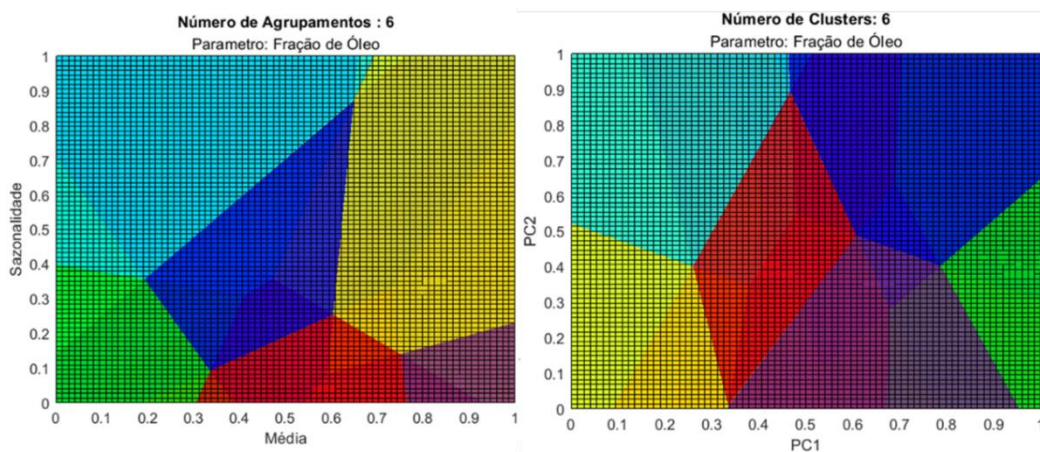 Número de Agrupamentos : 6
Parametro: Fração de Óleo
1
0.9
0.8
0.7
0.6
0.5
0.4
0.3
0.2
0.1
0
Sazonalidade
0 0.1 0.2 0.3 0.4 0.5 0.6 0.7 0.8 0.9 1
Média
Número de Clusters: 6
Parametro: Fração de Óleo
1
0.9
0.8
0.7
0.6
0.5
0.4
0.3
0.2
0.1
0
PC2
0 0.1 0.2 0.3 0.4 0.5 0.6 0.7 0.8 0.9 1
PC1